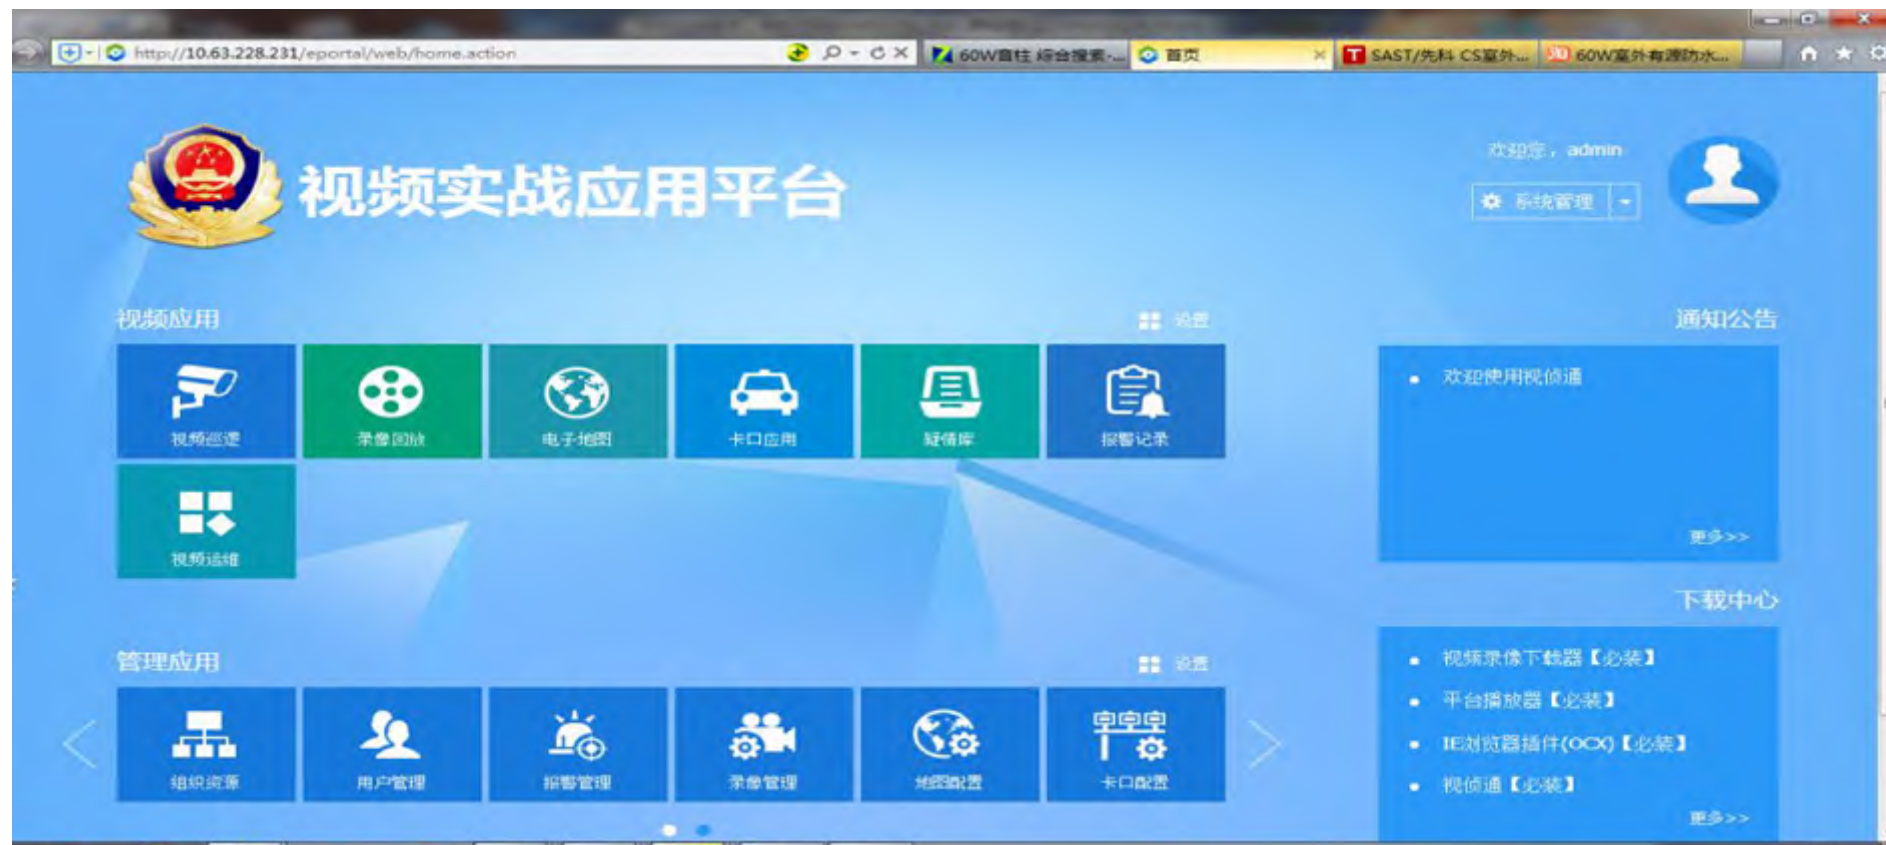 http://10.63.228.231/eportal/web/home.action
60W音柱 综合搜索-...
首页
SAST/先科 CS室外...
60W室外有源防水...
视频实战应用平台
欢迎您，admin
系统管理
视频应用
设置
视频巡逻
录像回放
电子地图
卡口应用
疑情库
报警记录
视频运维
管理应用
设置
组织资源
用户管理
报警管理
录像管理
地图配置
卡口配置
通知公告
欢迎使用视侦通
更多>>
下载中心
视频录像下载器【必装】
平台播放器【必装】
IE浏览器插件(OCX)【必装】
视侦通【必装】
更多>>